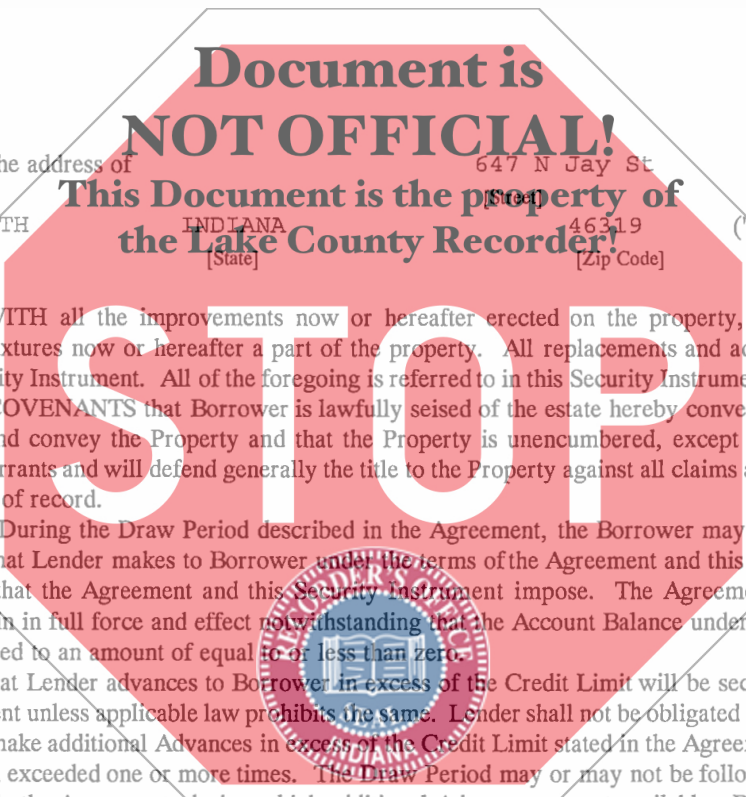 Document is
NOT OFFICIAL!
he address of 647 N Jay St
This Document is the property of
[Street]
TH INDIANA 46319 ("
the Lake County Recorder!
[State] [Zip Code]
WITH all the improvements now or hereafter erected on the property,
xtures now or hereafter a part of the property. All replacements and ad
ity Instrument. All of the foregoing is referred to in this Security Instrume
COVENANTS that Borrower is lawfully seised of the estate hereby conve
nd convey the Property and that the Property is unencumbered, except
rrants and will defend generally the title to the Property against all claims a
of record.
STOP
During the Draw Period described in the Agreement, the Borrower may
hat Lender makes to Borrower under the terms of the Agreement and this
that the Agreement and this Security Instrument impose. The Agreeme
in in full force and effect notwithstanding that the Account Balance under
ed to an amount of equal to or less than zero.
at Lender advances to Borrower in excess of the Credit Limit will be sec
ent unless applicable law prohibits the same. Lender shall not be obligated
make additional Advances in excess of the Credit Limit stated in the Agree
exceeded one or more times. The Draw Period may or may not be follo
RECORDER'S OFFICE
INDIANA